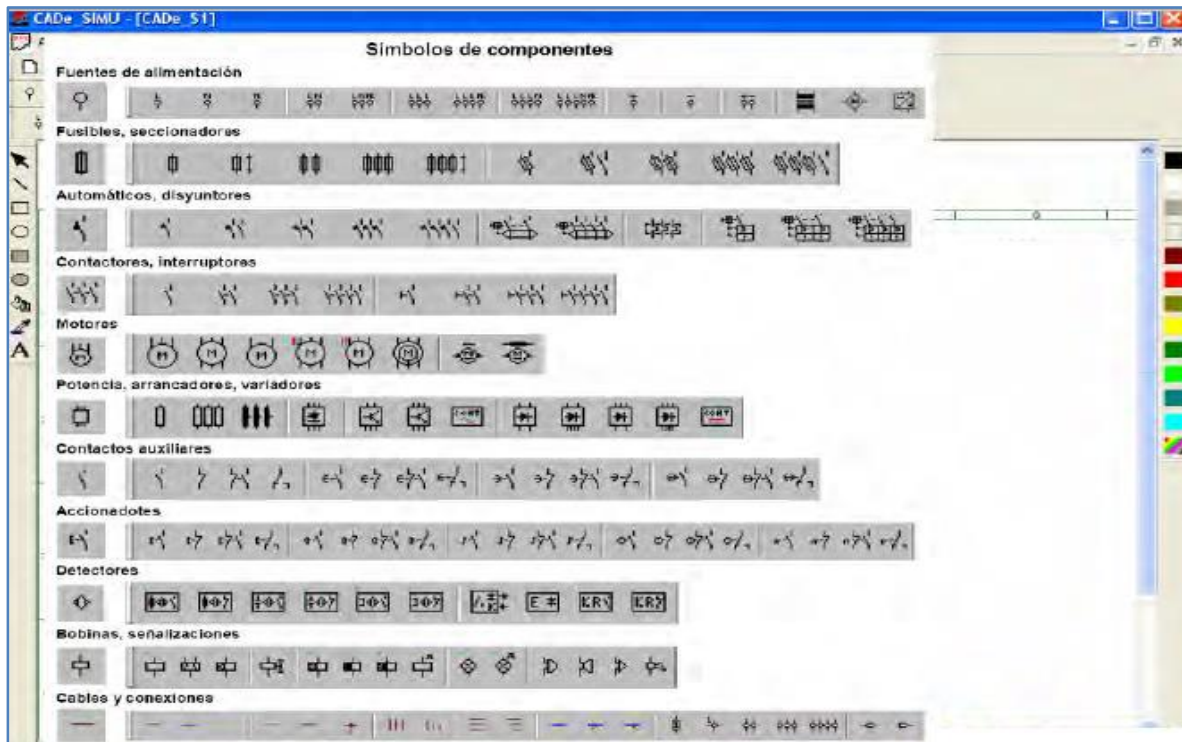 CADe_SIMU - [CADe_S1]
Símbolos de componentes
Fuentes de alimentación
Fusibles, seccionadores
Automáticos, disyuntores
Contactores, interruptores
Motores
Potencia, arrancadores, variadores
Contactos auxiliares
Accionadotes
Detectores
Bobinas, señalizaciones
Cables y conexiones
A